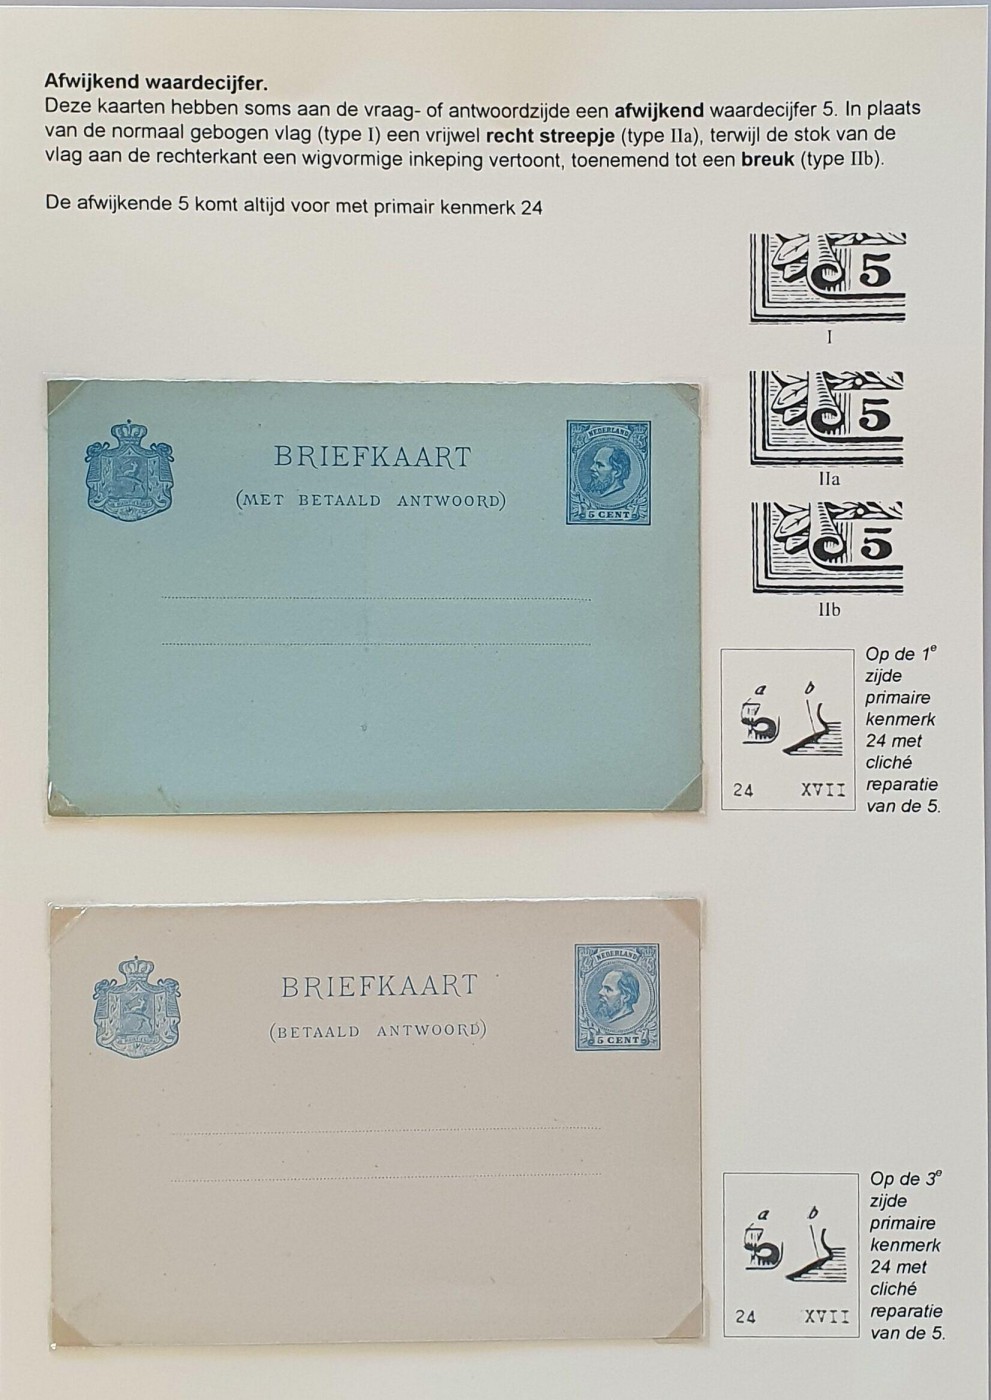 Afwijkend waardecijfer.
Deze kaarten hebben soms aan de vraag- of antwoordzijde een afwijkend waardecijfer 5. In plaats
van de normaal gebogen vlag (type I) een vrijwel recht streepje (type IIa), terwijl de stok van de
vlag aan de rechterkant een wigvormige inkeping vertoont, toenemend tot een breuk (type IIb).
De afwijkende 5 komt altijd voor met primair kenmerk 24
5
I
5
IIa
5
IIb
BRIEFKAART
(MET BETAALD ANTWOORD)
NEDERLAND
5 CENT
a b
5
24 XVII
Op de 1e
zijde
primaire
kenmerk
24 met
cliché
reparatie
van de 5.
BRIEFKAART
(BETAALD ANTWOORD)
NEDERLAND
5 CENT
a b
5
24 XVII
Op de 3e
zijde
primaire
kenmerk
24 met
cliché
reparatie
van de 5.